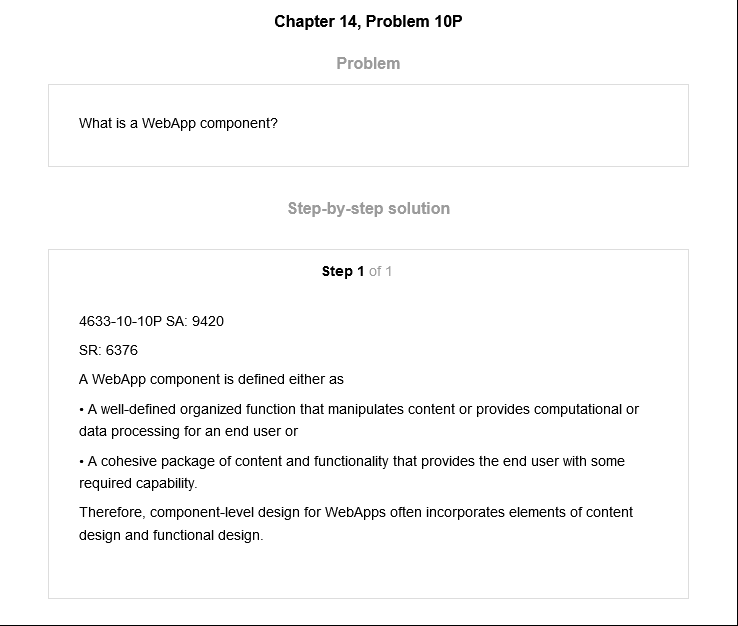 Chapter 14, Problem 10P
Problem
What is a WebApp component?
Step-by-step solution
Step 1 of 1
4633-10-10P SA: 9420
SR: 6376
A WebApp component is defined either as
• A well-defined organized function that manipulates content or provides computational or
data processing for an end user or
• A cohesive package of content and functionality that provides the end user with some
required capability.
Therefore, component-level design for WebApps often incorporates elements of content
design and functional design.